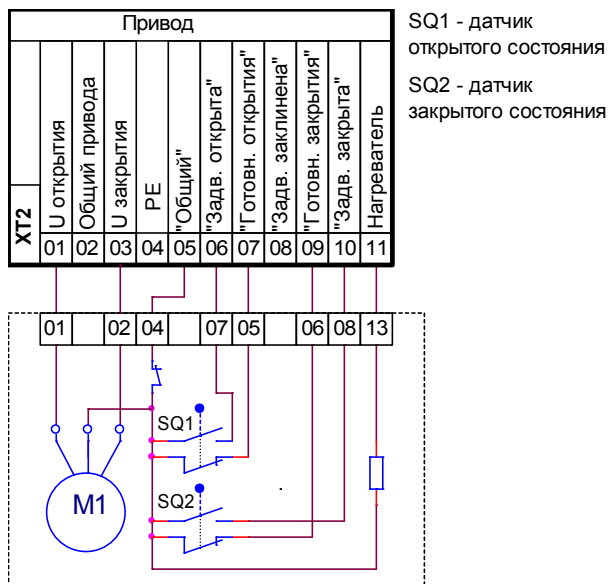 Привод
SQ1 - датчик
открытого состояния
SQ2 - датчик
закрытого состояния
XT2
U открытия
Общий привода
U закрытия
PE
"Общий"
"Задв. открыта"
"Готовн. открытия"
"Задв. заклинена"
"Готовн. закрытия"
"Задв. закрыта"
Нагреватель
01 02 03 04 05 06 07 08 09 10 11
01 02 04 07 05 06 08 13
SQ1
SQ2
M1